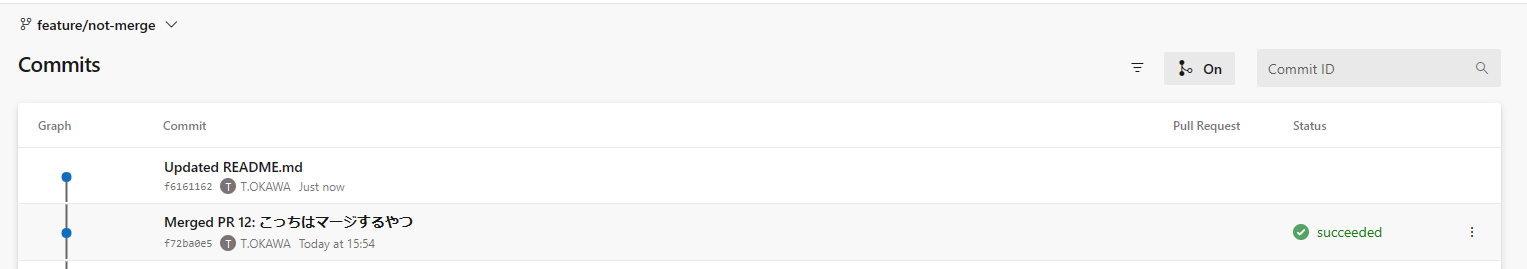 feature/not-merge
Commits
On
Commit ID
Graph Commit Pull Request Status
Updated README.md
f6161162 T T.OKAWA Just now
Merged PR 12: こっちはマージするやつ
succeeded
f72ba0e5 T T.OKAWA Today at 15:54